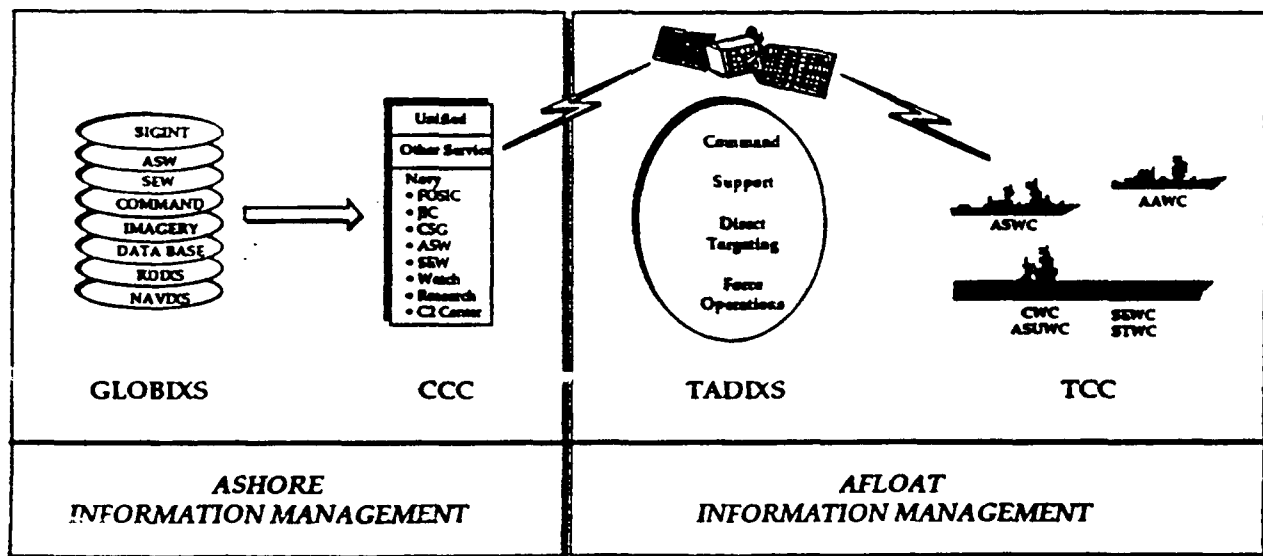 SIGINT
ASW
SEW
COMMAND
IMAGERY
DATA BASE
RDIXS
NAVIXS
GLOBIXS
Unified
Other Service
Navy
• FOSIC
• JIC
• CSG
• ASW
• SEW
• Watch
• Research
• C2 Center
CCC
Command
Support
Direct
Targeting
Force
Operations
TADIXS
AAWC
ASWC
CWC
ASUWC
SEWC
STWC
TCC
ASHORE
INFORMATION MANAGEMENT
AFLOAT
INFORMATION MANAGEMENT